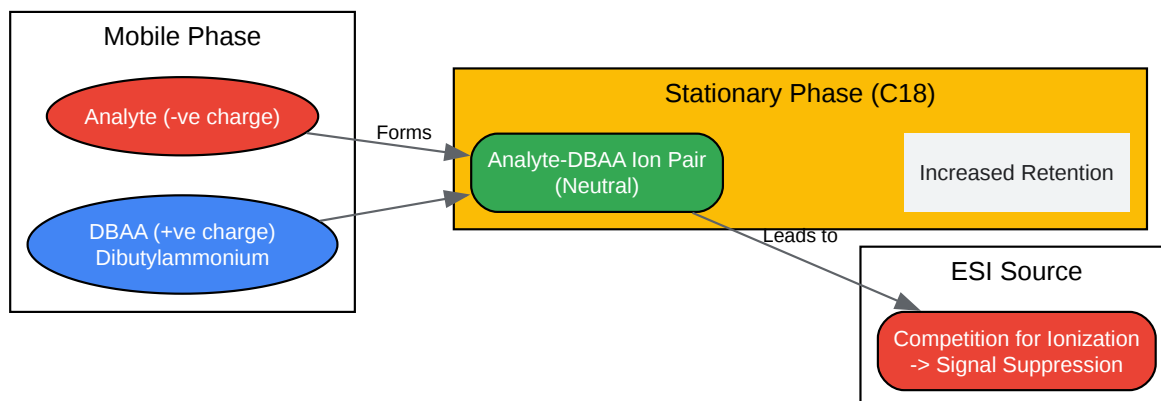 Mobile Phase
Analyte (-ve charge)
DBAA (+ve charge)
Dibutylammonium
Forms
Stationary Phase (C18)
Analyte-DBAA Ion Pair
(Neutral)
Increased Retention
Leads to
ESI Source
Competition for Ionization
-> Signal Suppression